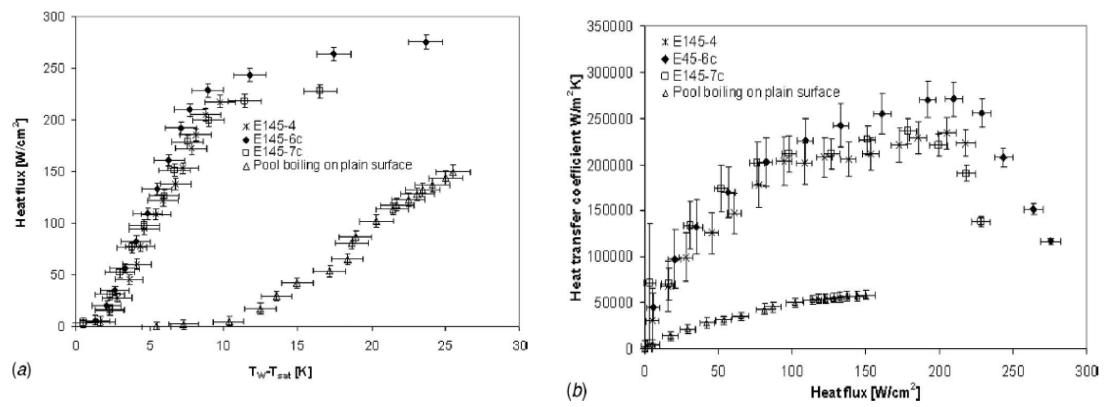 300
250
200
150
100
50
0
Heat flux [W/cm²]
E145-4
E145-6c
E145-7c
Pool boiling on plain surface
0 5 10 15 20 25 30
Tw-Tsat [K]
(a)
350000
300000
250000
200000
150000
100000
50000
0
Heat transfer coefficient W/m²K
E145-4
E45-6c
E145-7c
Pool boiling on plain surface
0 50 100 150 200 250 300
Heat flux [W/cm²]
(b)